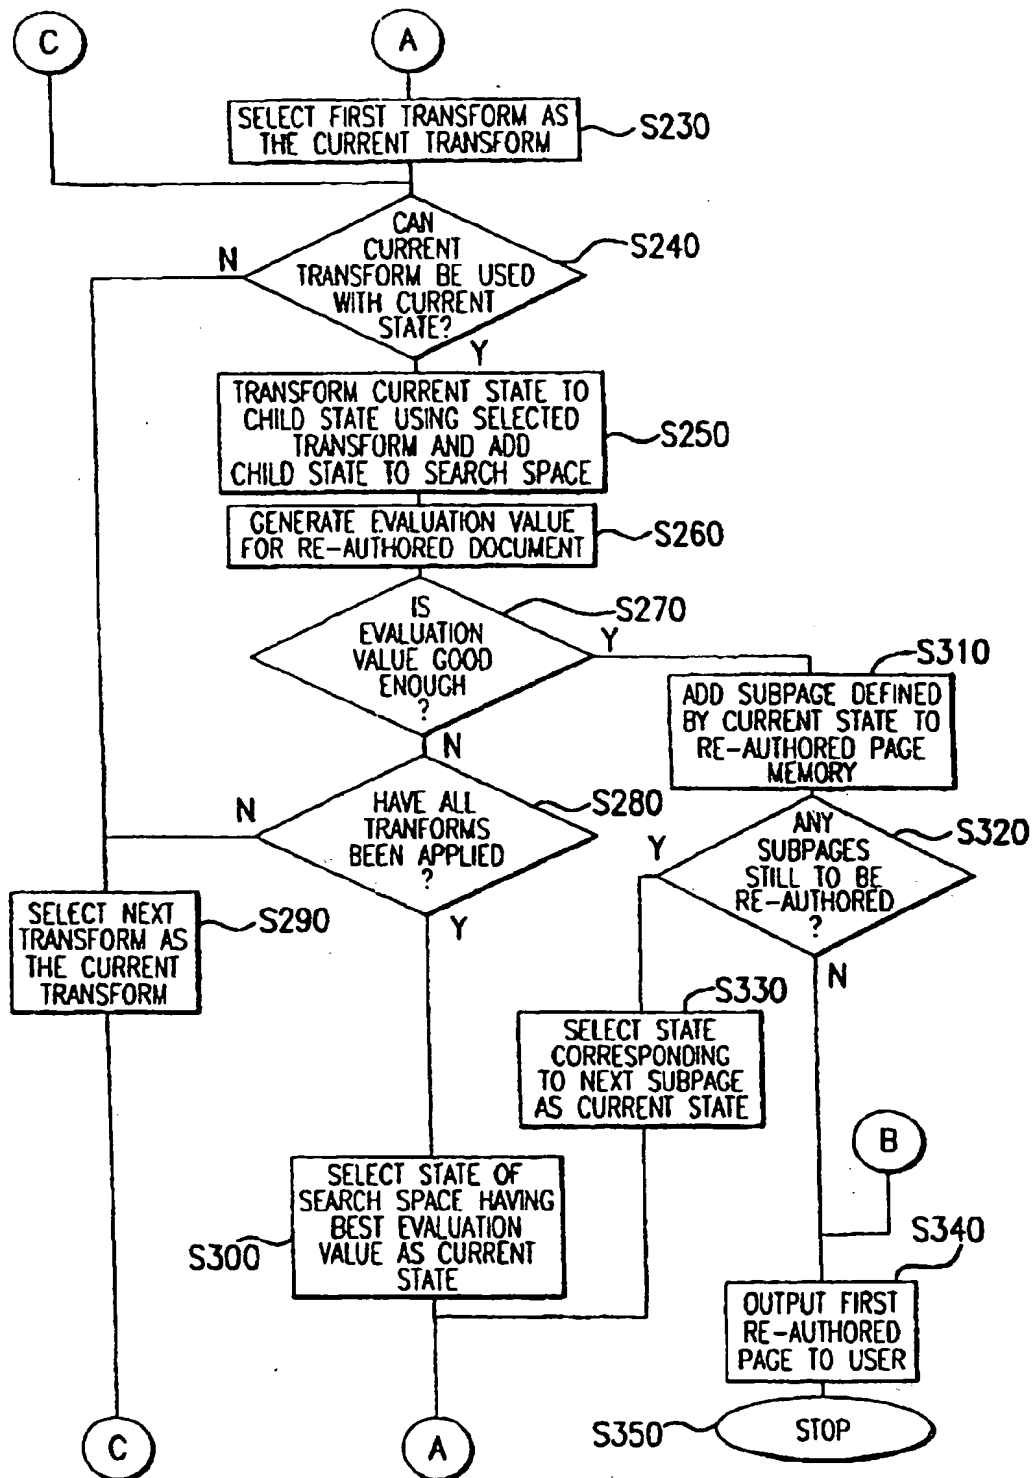 C
A
SELECT FIRST TRANSFORM AS
THE CURRENT TRANSFORM
S230
CAN
CURRENT
TRANSFORM BE USED
WITH CURRENT
STATE?
S240
N
Y
TRANSFORM CURRENT STATE TO
CHILD STATE USING SELECTED
TRANSFORM AND ADD
CHILD STATE TO SEARCH SPACE
S250
GENERATE EVALUATION VALUE
FOR RE-AUTHORED DOCUMENT
S260
IS
EVALUATION
VALUE GOOD
ENOUGH
?
S270
Y
N
S310
ADD SUBPAGE DEFINED
BY CURRENT STATE TO
RE-AUTHORED PAGE
MEMORY
HAVE ALL
TRANFORMS
BEEN APPLIED
?
S280
N
Y
ANY
SUBPAGES
STILL TO BE
RE-AUTHORED
?
S320
Y
N
SELECT NEXT
TRANSFORM AS
THE CURRENT
TRANSFORM
S290
S330
SELECT STATE
CORRESPONDING
TO NEXT SUBPAGE
AS CURRENT STATE
B
SELECT STATE OF
SEARCH SPACE HAVING
BEST EVALUATION
VALUE AS CURRENT
STATE
S300
S340
OUTPUT FIRST
RE-AUTHORED
PAGE TO USER
S350
STOP
C
A